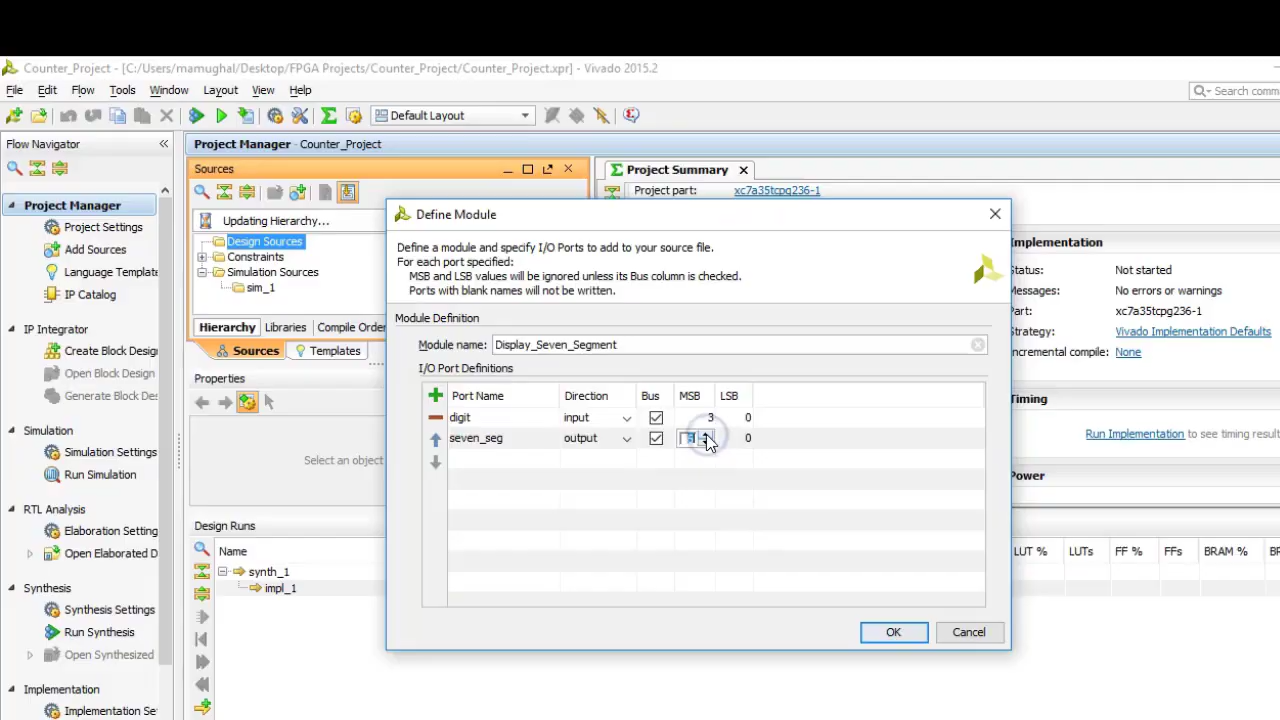 Counter_Project - [C:/Users/mamughal/Desktop/FPGA Projects/Counter_Project/Counter_Project.xpr] - Vivado 2015.2
File Edit Flow Tools Window Layout View Help
Search comm
Default Layout
Flow Navigator
Project Manager - Counter_Project
Project Manager
Project Settings
Add Sources
Language Template
IP Catalog
IP Integrator
Create Block Desig
Open Block Design
Generate Block Des
Simulation
Simulation Settings
Run Simulation
RTL Analysis
Elaboration Setting
Open Elaborated D
Synthesis
Synthesis Settings
Run Synthesis
Open Synthesized
Implementation
Implementation Se
Sources
Updating Hierarchy...
Design Sources
Constraints
Simulation Sources
sim_1
Hierarchy Libraries Compile Order
Sources Templates
Properties
Select an object
Design Runs
Name
synth_1
impl_1
Project Summary
Project part: xc7a35tcpg236-1
Define Module
Define a module and specify I/O Ports to add to your source file.
For each port specified:
MSB and LSB values will be ignored unless its Bus column is checked.
Ports with blank names will not be written.
Module Definition
Module name: Display_Seven_Segment
I/O Port Definitions
Port Name Direction Bus MSB LSB
digit input 3 0
seven_seg output 0
OK Cancel
Implementation
Status: Not started
Messages: No errors or warnings
Part: xc7a35tcpg236-1
Strategy: Vivado Implementation Defaults
Incremental compile: None
Timing
Run Implementation to see timing result
Power
LUT % LUTs FF % FFs BRAM % BR